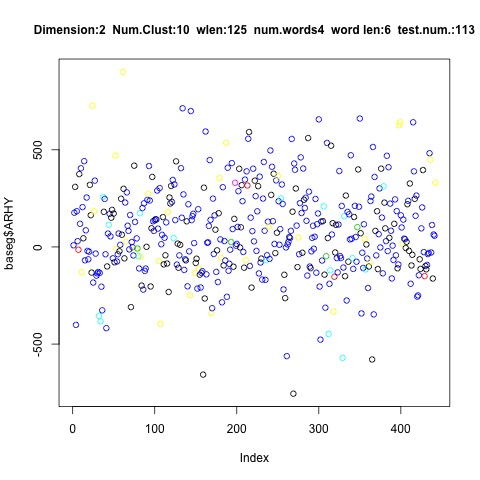 Dimension:2 Num.Clust:10 wlen:125 num.words4 word len:6 test.num.:113
baseg$ARHY
500
0
-500
0 100 200 300 400
Index